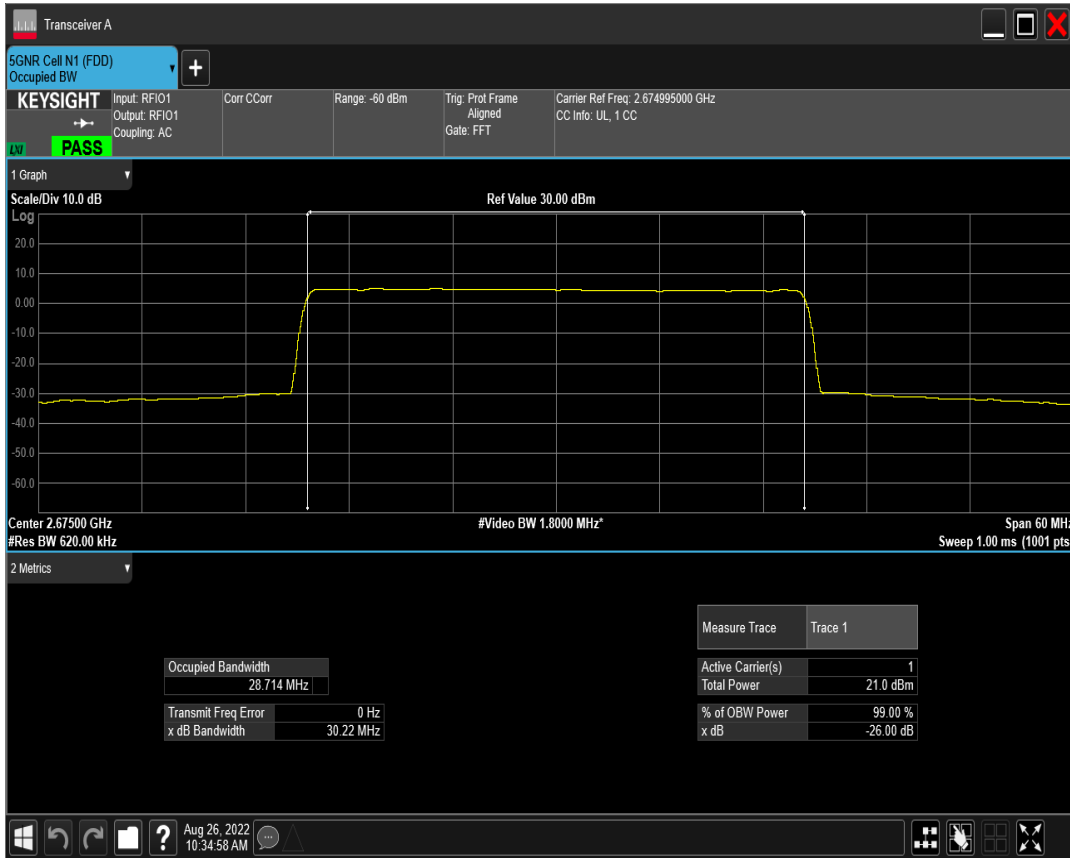 Transceiver A
5GNR Cell N1 (FDD)
Occupied BW
+
KEYSIGHT
LXI
PASS
Input: RFIO1
Output: RFIO1
Coupling: AC
Corr CCorr
Range: -60 dBm
Trig: Prot Frame
Aligned
Gate: FFT
Carrier Ref Freq: 2.674995000 GHz
CC Info: UL, 1 CC
1 Graph
Scale/Div 10.0 dB
Ref Value 30.00 dBm
Log
20.0
10.0
0.00
-10.0
-20.0
-30.0
-40.0
-50.0
-60.0
Center 2.67500 GHz
#Video BW 1.8000 MHz*
Span 60 MHz
#Res BW 620.00 kHz
Sweep 1.00 ms (1001 pts
2 Metrics
Measure Trace Trace 1
Occupied Bandwidth
28.714 MHz
Active Carrier(s) 1
Total Power 21.0 dBm
Transmit Freq Error 0 Hz
x dB Bandwidth 30.22 MHz
% of OBW Power 99.00 %
x dB -26.00 dB
?
Aug 26, 2022
10:34:58 AM